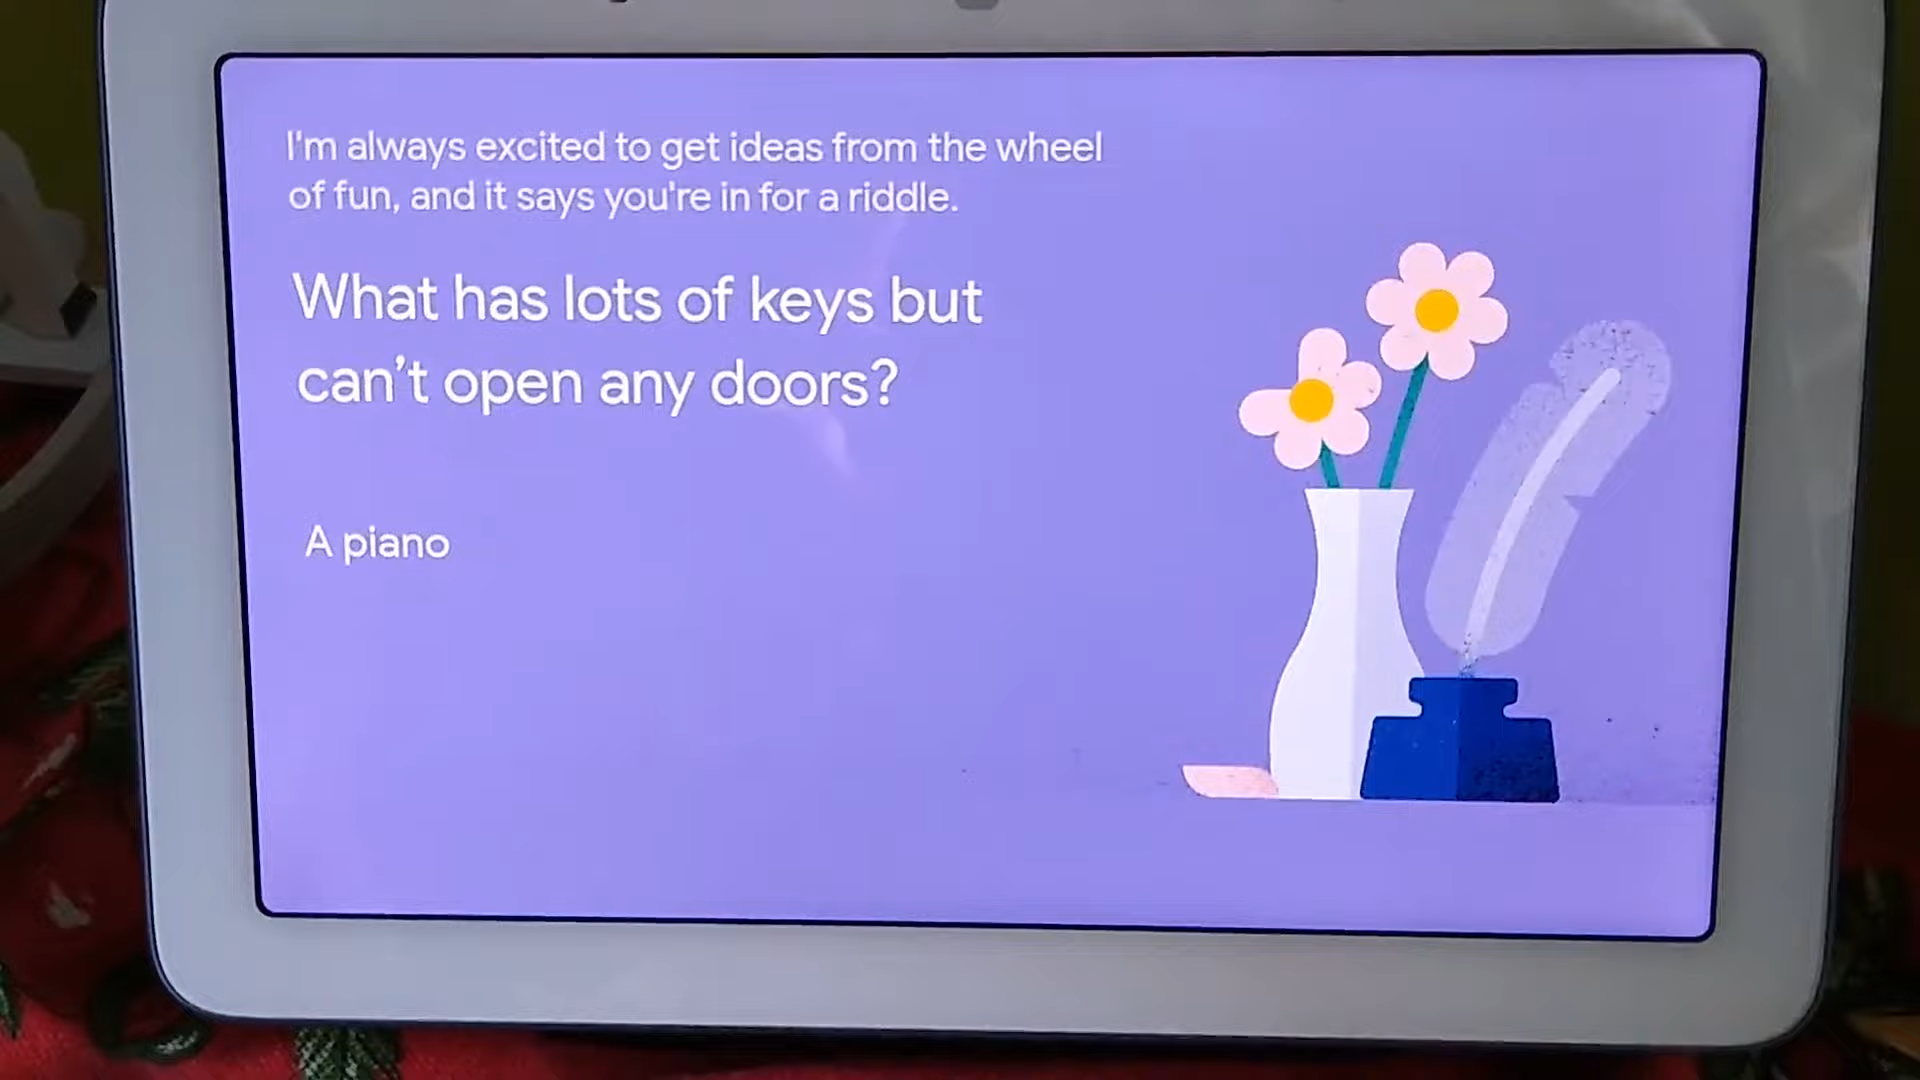 I'm always excited to get ideas from the wheel
of fun, and it says you're in for a riddle.
What has lots of keys but
can’t open any doors?
A piano